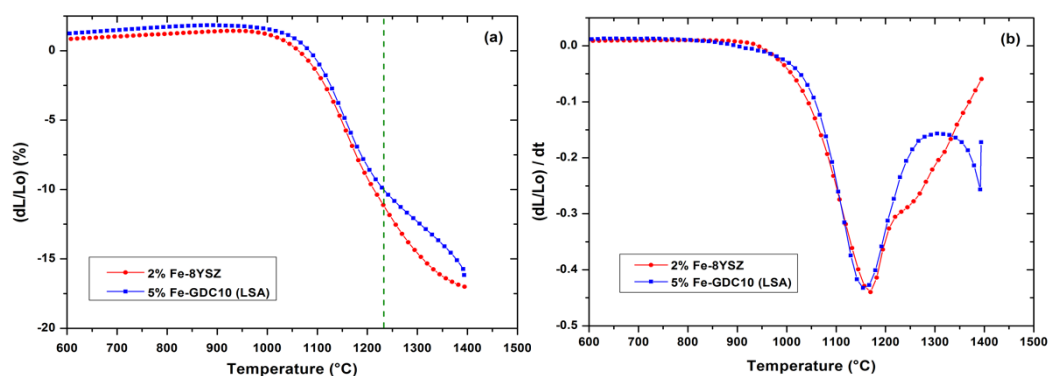 (a)
(dL/Lo) (%)
0
-5
-10
-15
-20
2% Fe-8YSZ
5% Fe-GDC10 (LSA)
600 700 800 900 1000 1100 1200 1300 1400 1500
Temperature (°C)
(b)
(dL/Lo) / dt
0.0
-0.1
-0.2
-0.3
-0.4
-0.5
2% Fe-8YSZ
5% Fe-GDC10 (LSA)
600 700 800 900 1000 1100 1200 1300 1400 1500
Temperature (°C)